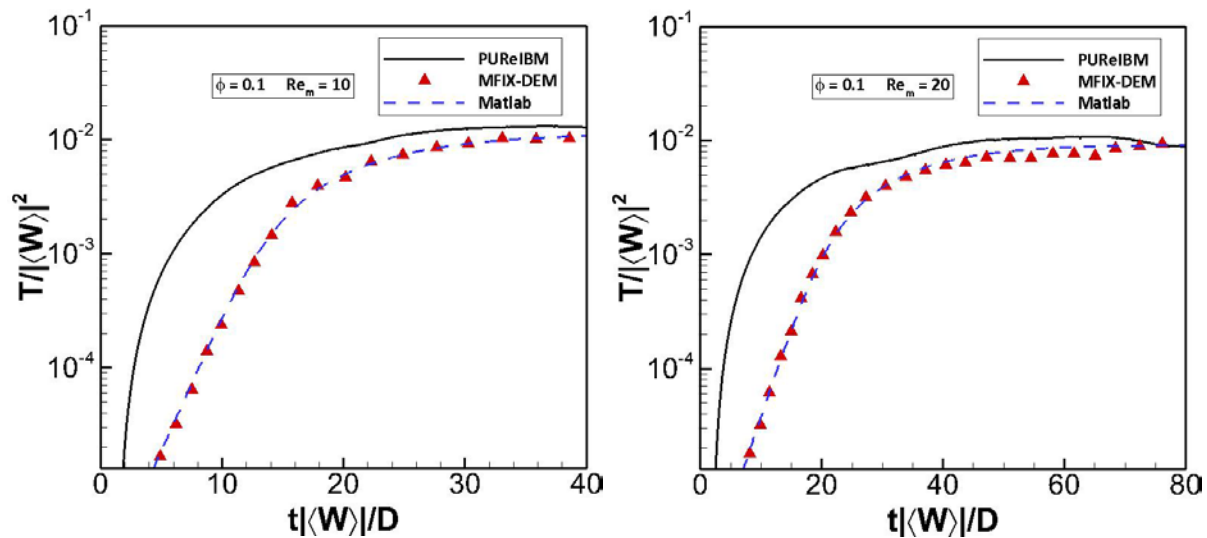 10⁻¹
10⁻²
10⁻³
10⁻⁴
T/|⟨W⟩|²
ϕ = 0.1 Reₘ = 10
PUReIBM
MFIX-DEM
Matlab
0 10 20 30 40
t|⟨W⟩|/D
10⁻¹
10⁻²
10⁻³
10⁻⁴
T/|⟨W⟩|²
ϕ = 0.1 Reₘ = 20
PUReIBM
MFIX-DEM
Matlab
0 20 40 60 80
t|⟨W⟩|/D